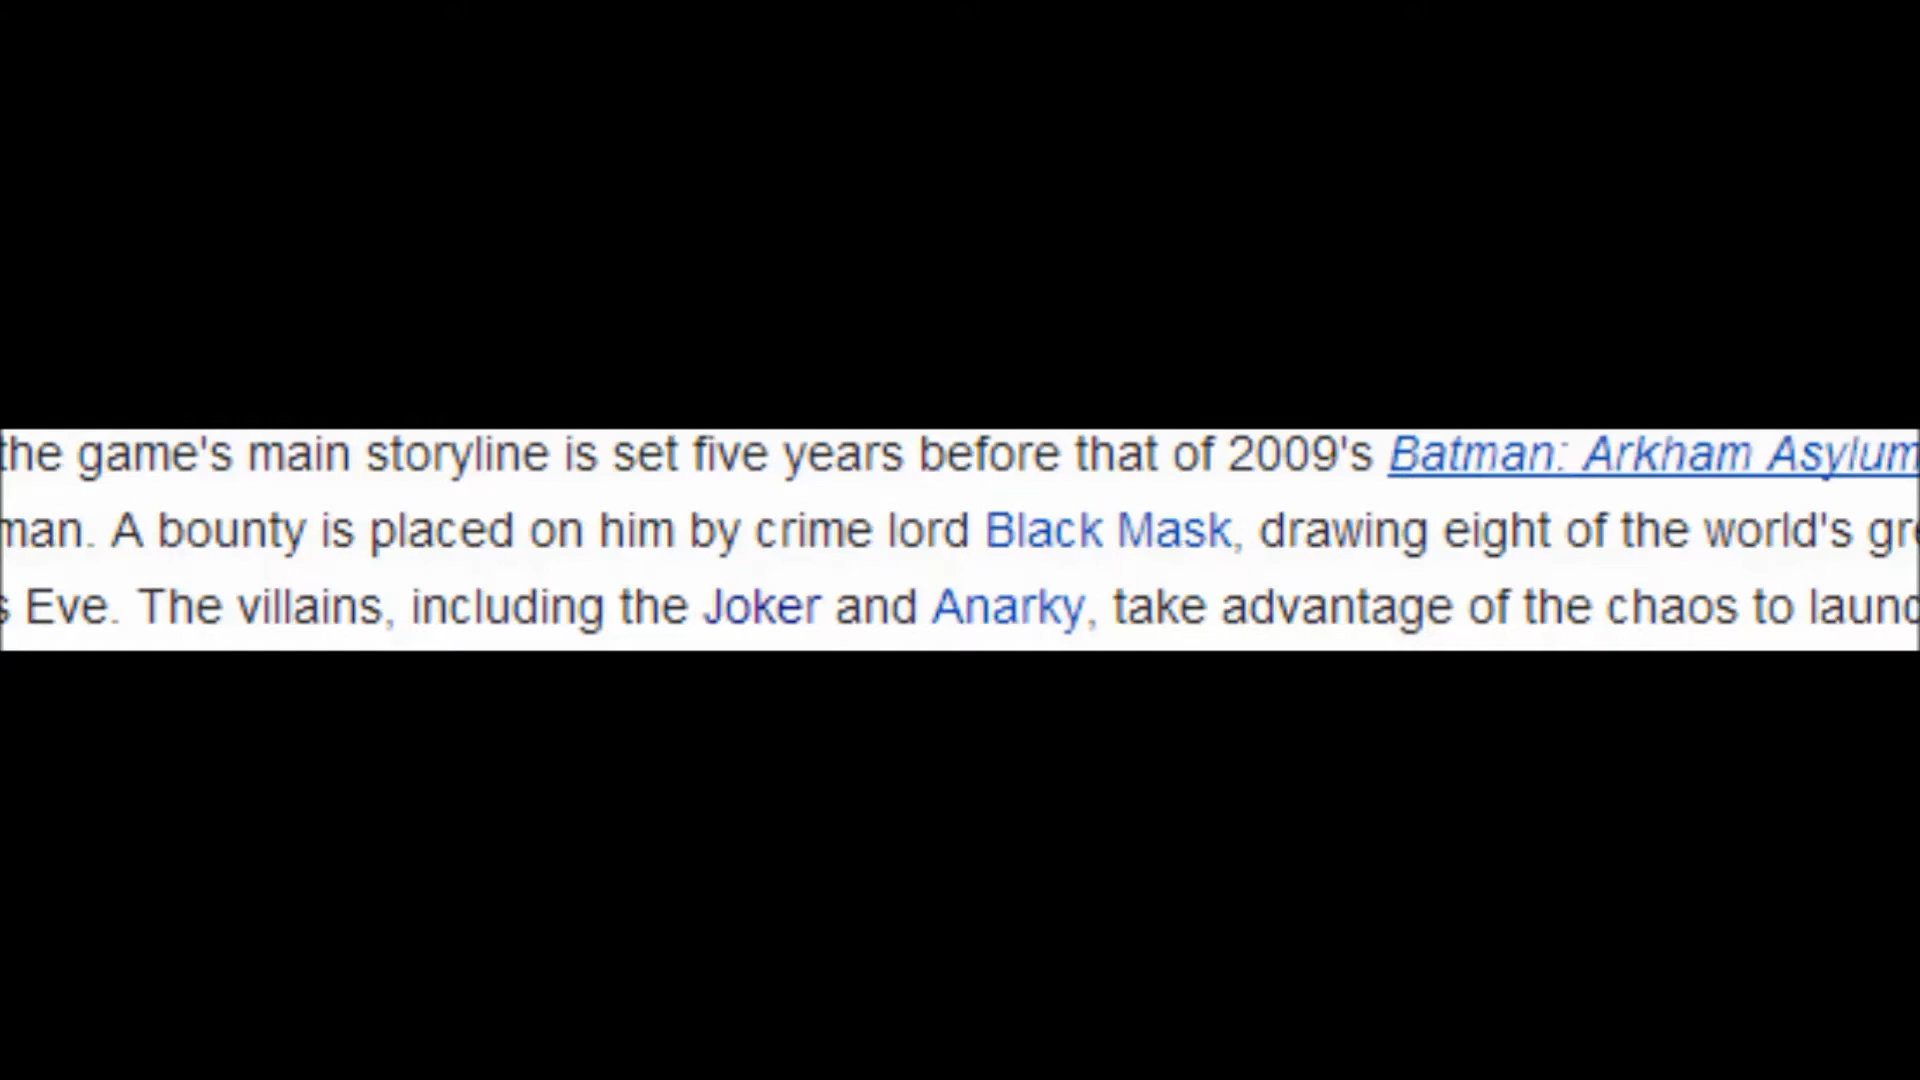 the game's main storyline is set five years before that of 2009's Batman: Arkham Asylum
man. A bounty is placed on him by crime lord Black Mask, drawing eight of the world's gre
s Eve. The villains, including the Joker and Anarky, take advantage of the chaos to launc